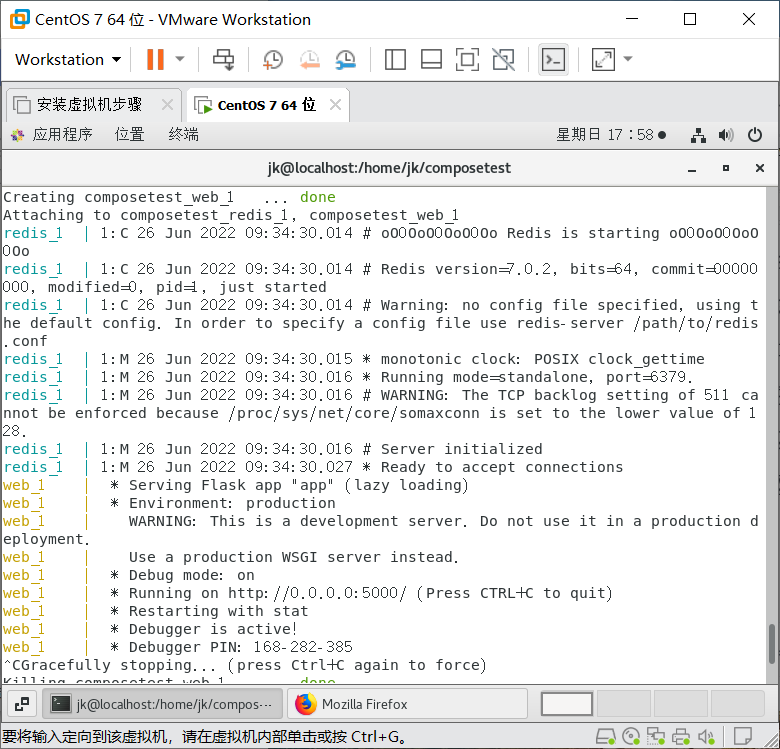 CentOS 7 64 位 - VMware Workstation
Workstation
安装虚拟机步骤
CentOS 7 64 位
应用程序 位置 终端 星期日 17：58
jk@localhost:/home/jk/composetest
Creating composetest_web_1 ... done
Attaching to composetest_redis_1, composetest_web_1
redis_1 | 1:C 26 Jun 2022 09:34:30.014 # oO0OoO0OoO0Oo Redis is starting oO0OoO0OoO
0Oo
redis_1 | 1:C 26 Jun 2022 09:34:30.014 # Redis version=7.0.2, bits=64, commit=00000
000, modified=0, pid=1, just started
redis_1 | 1:C 26 Jun 2022 09:34:30.014 # Warning: no config file specified, using t
he default config. In order to specify a config file use redis-server /path/to/redis
.conf
redis_1 | 1:M 26 Jun 2022 09:34:30.015 * monotonic clock: POSIX clock_gettime
redis_1 | 1:M 26 Jun 2022 09:34:30.016 * Running mode=standalone, port=6379.
redis_1 | 1:M 26 Jun 2022 09:34:30.016 # WARNING: The TCP backlog setting of 511 ca
nnot be enforced because /proc/sys/net/core/somaxconn is set to the lower value of 1
28.
redis_1 | 1:M 26 Jun 2022 09:34:30.016 # Server initialized
redis_1 | 1:M 26 Jun 2022 09:34:30.027 * Ready to accept connections
web_1 | * Serving Flask app "app" (lazy loading)
web_1 | * Environment: production
web_1 | WARNING: This is a development server. Do not use it in a production d
eployment.
web_1 | Use a production WSGI server instead.
web_1 | * Debug mode: on
web_1 | * Running on http://0.0.0.0:5000/ (Press CTRL+C to quit)
web_1 | * Restarting with stat
web_1 | * Debugger is active!
web_1 | * Debugger PIN: 168-282-385
^CGracefully stopping... (press Ctrl+C again to force)
Killing composetest_web_1 ... done
jk@localhost:/home/jk/compos··· Mozilla Firefox
要将输入定向到该虚拟机，请在虚拟机内部单击或按 Ctrl+G。